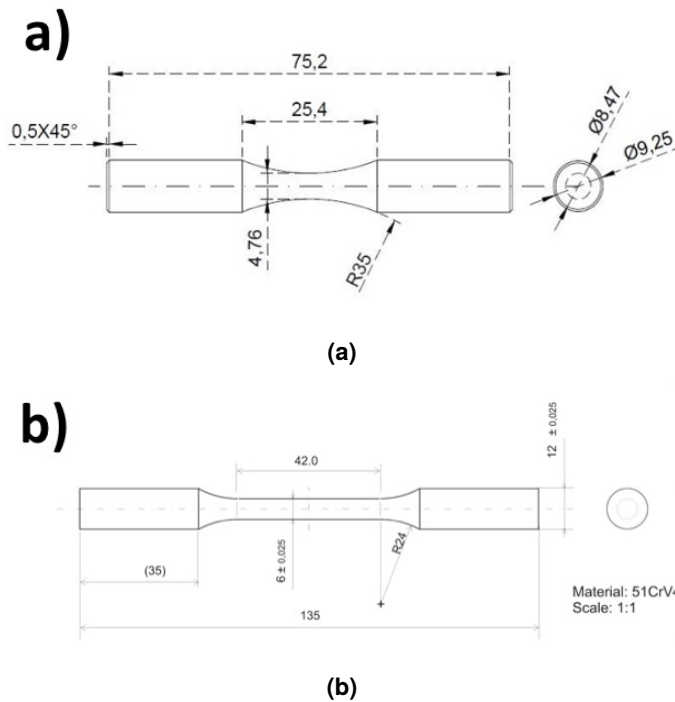 a)
75,2
25,4
0,5X45°
Ø8,47
Ø9,25
4,76
R35
(a)
b)
42.0
12 ± 0,025
6 ± 0,025
R24
(35)
135
Material: 51CrV4
Scale: 1:1
(b)